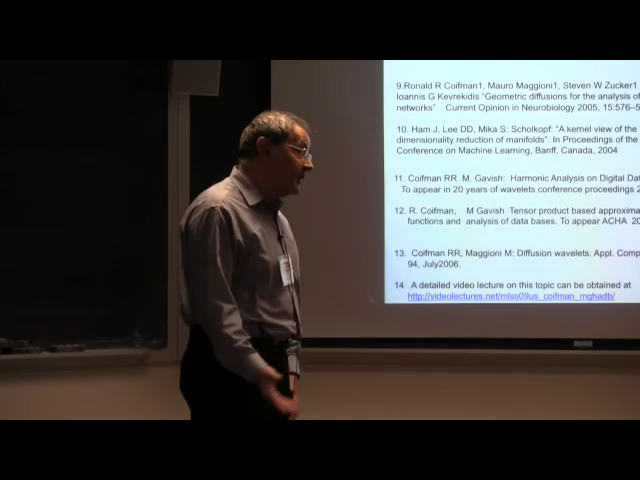 9.Ronald R Coifman1, Mauro Maggioni1, Steven W Zucker1
Ioannis G Kevrekidis "Geometric diffusions for the analysis of
networks" Current Opinion in Neurobiology 2005, 15:576–5
10. Ham J, Lee DD, Mika S: Scholkopf: "A kernel view of the
dimensionality reduction of manifolds". In Proceedings of the
Conference on Machine Learning, Banff, Canada, 2004
11. Coifman RR M. Gavish: Harmonic Analysis on Digital Dat
To appear in 20 years of wavelets conference proceedings 2
12. R. Coifman, M Gavish Tensor product based approxima
functions and analysis of data bases. To appear ACHA 20
13. Coifman RR, Maggioni M: Diffusion wavelets. Appl. Comp
94, July2006.
14 A detailed video lecture on this topic can be obtained at
http://videolectures.net/mlss09us_coifman_mghadb/